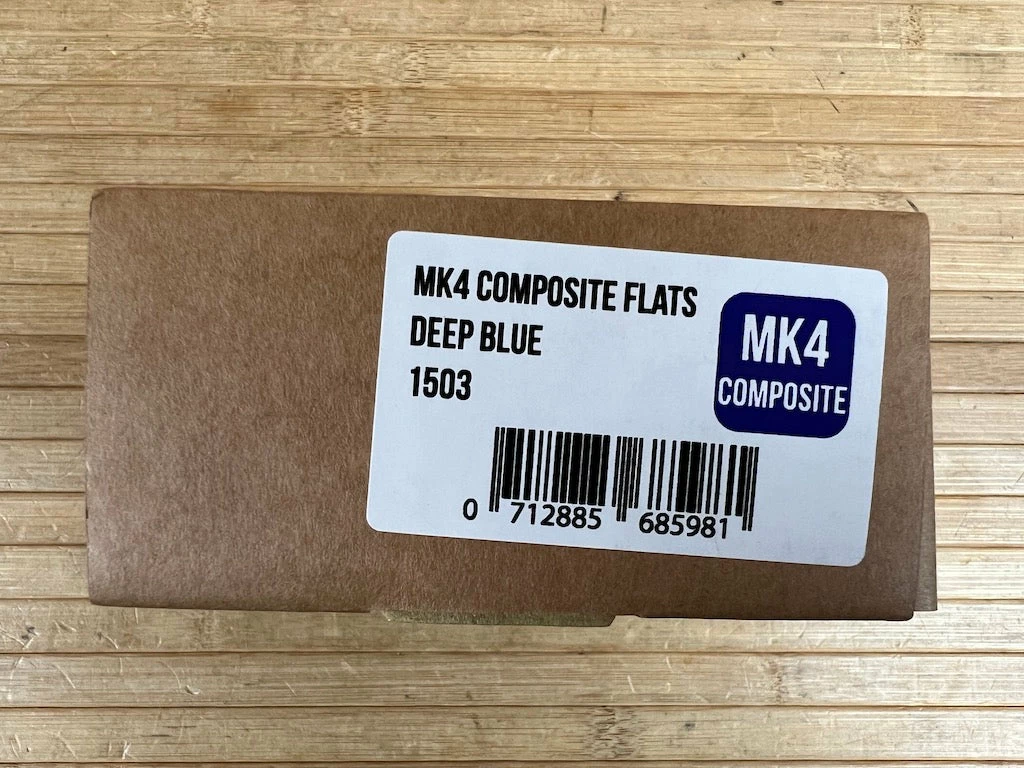 MK4 COMPOSITE FLATS
DEEP BLUE
1503
MK4
COMPOSITE
0 712885 685981